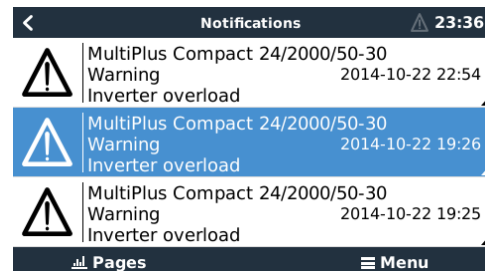 Notifications 23:36
MultiPlus Compact 24/2000/50-30
Warning 2014-10-22 22:54
Inverter overload
MultiPlus Compact 24/2000/50-30
Warning 2014-10-22 19:26
Inverter overload
MultiPlus Compact 24/2000/50-30
Warning 2014-10-22 19:25
Inverter overload
Pages Menu